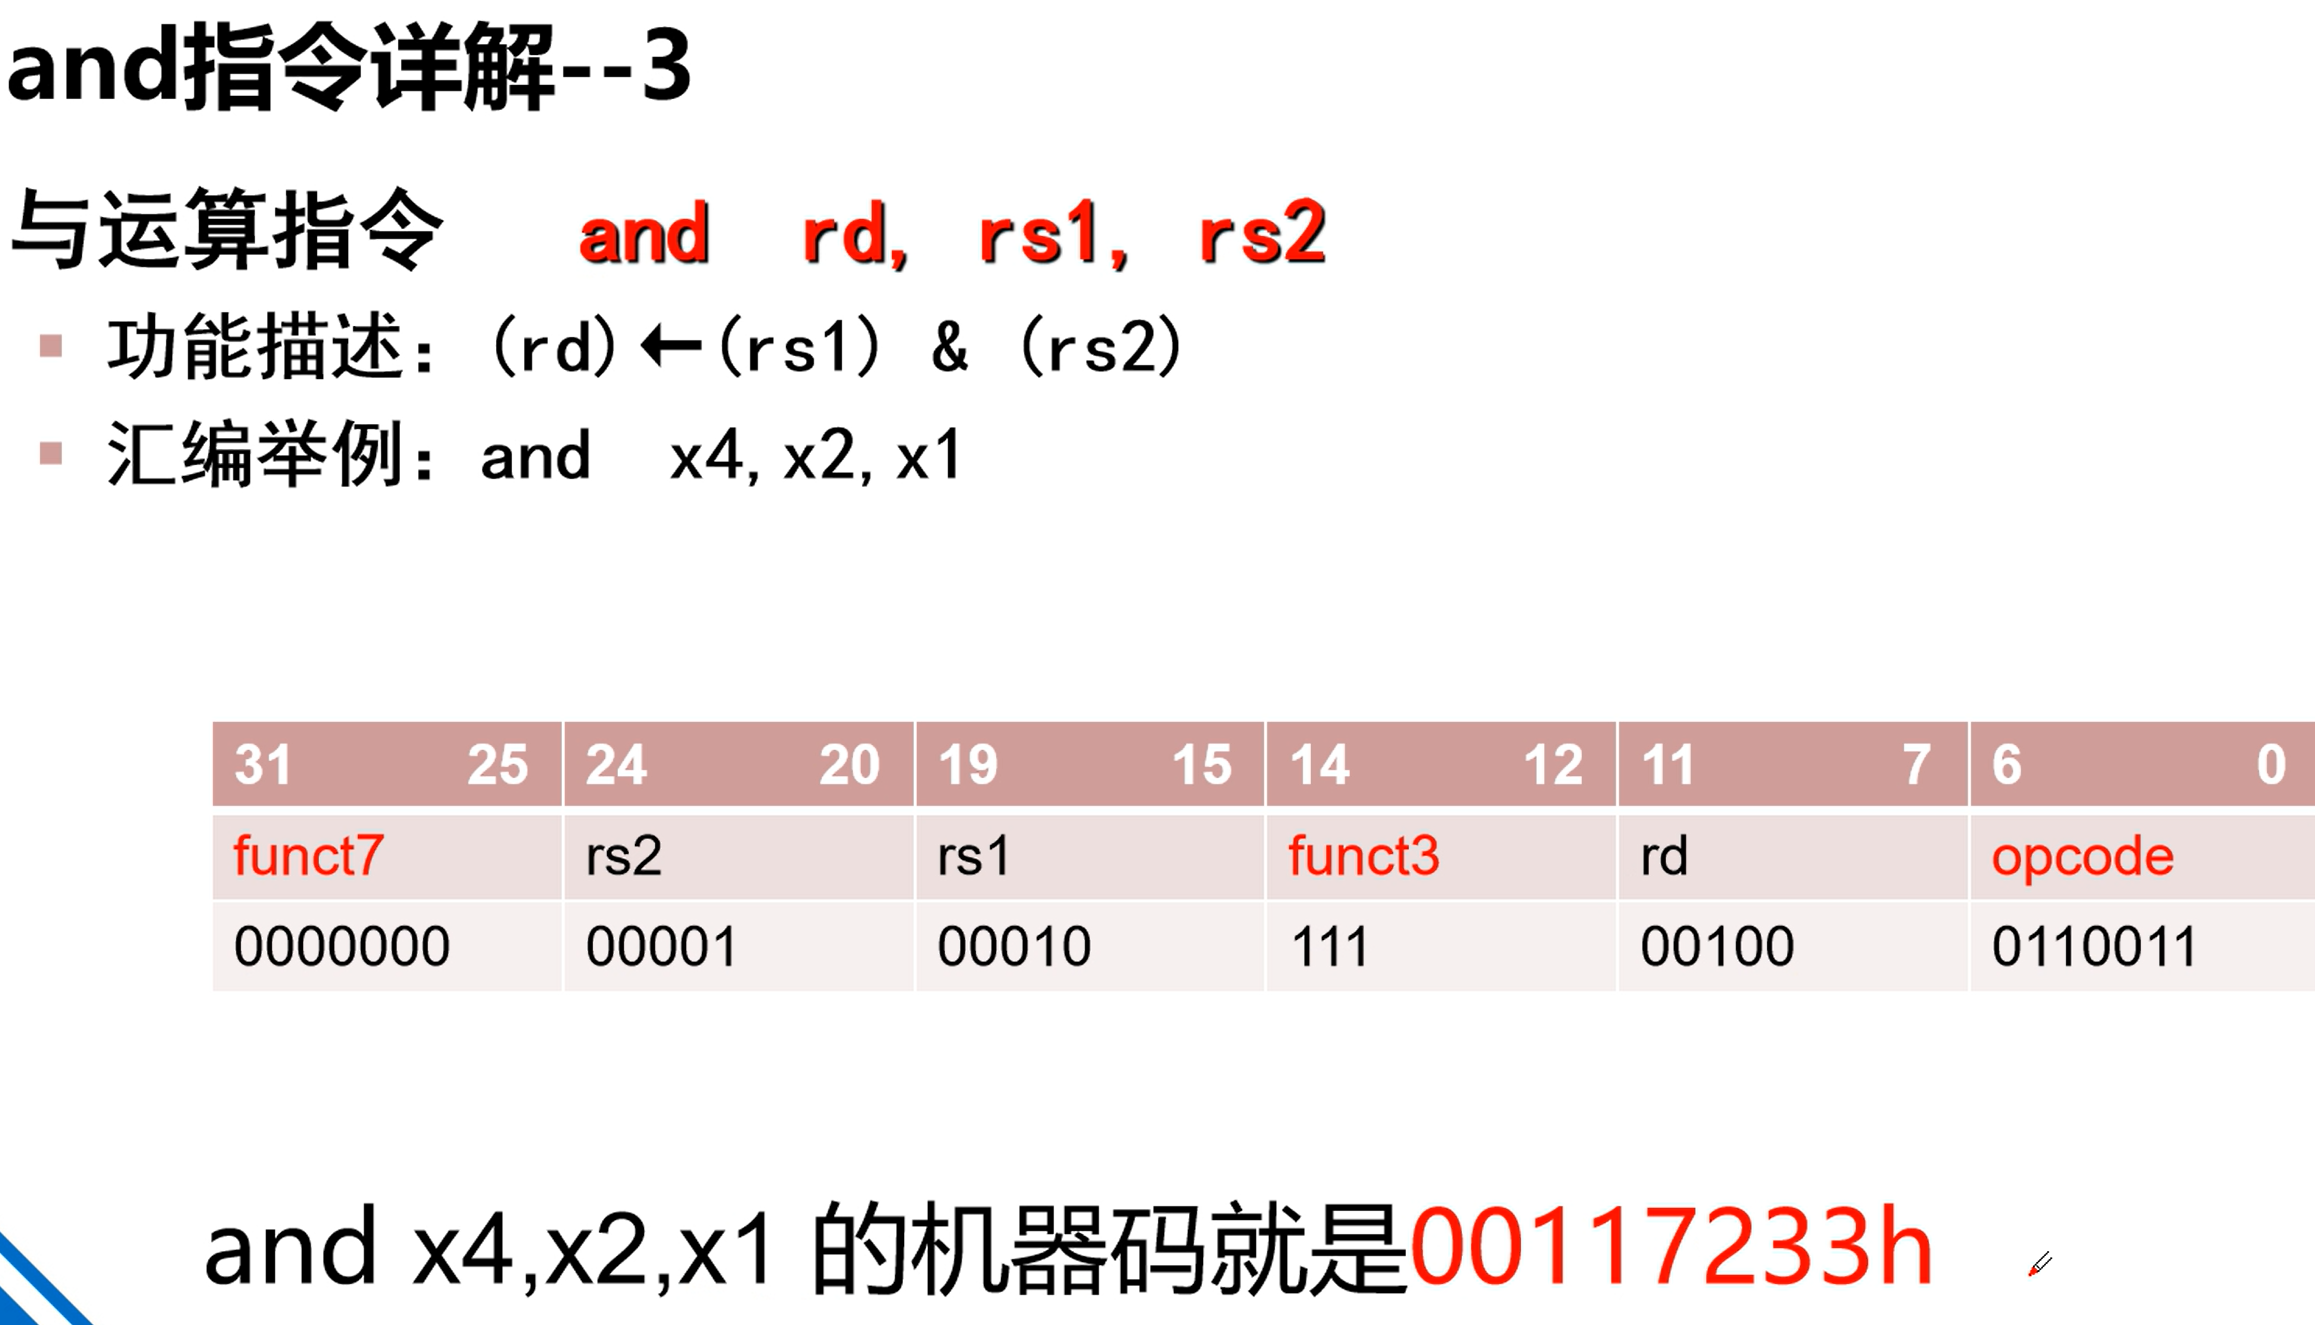 and指令详解--3
与运算指令 and rd, rs1, rs2
功能描述：(rd)←(rs1) & (rs2)
汇编举例：and x4, x2, x1
31 25 24 20 19 15 14 12 11 7 6 0
funct7 rs2 rs1 funct3 rd opcode
0000000 00001 00010 111 00100 0110011
and x4,x2,x1 的机器码就是00117233h